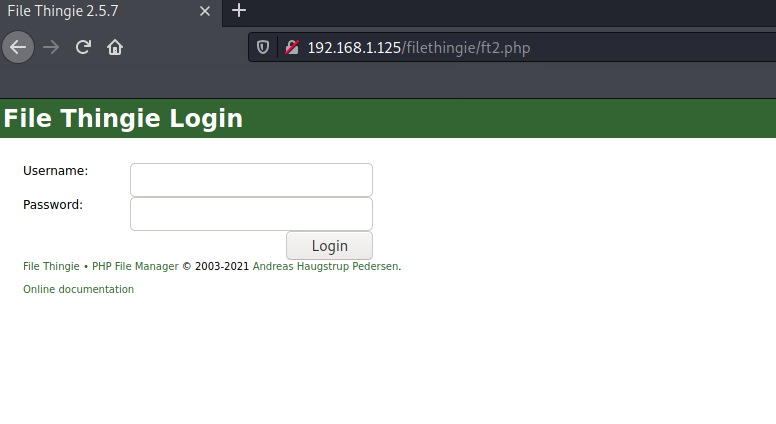 File Thingie 2.5.7
192.168.1.125/filethingie/ft2.php
File Thingie Login
Username:
Password:
Login
File Thingie • PHP File Manager © 2003-2021 Andreas Haugstrup Pedersen.
Online documentation